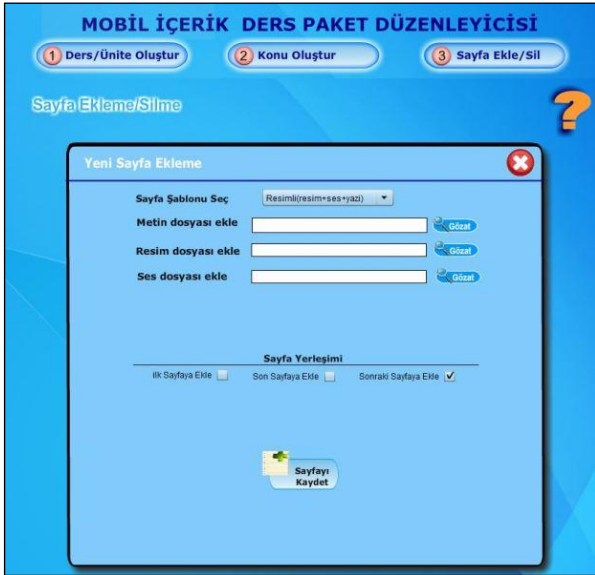 MOBİL İÇERİK DERS PAKET DÜZENLEYİCİSİ
1 Ders/Ünite Oluştur 2 Konu Oluştur 3 Sayfa Ekle/Sil
Sayfa Ekleme/Silme ?
Yeni Sayfa Ekleme
Sayfa Şablonu Seç Resimli(resim+ses+yazi)
Metin dosyası ekle Gözat
Resim dosyası ekle Gözat
Ses dosyası ekle Gözat
Sayfa Yerleşimi
ilk Sayfaya Ekle Son Sayfaya Ekle Sonraki Sayfaya Ekle
Sayfayı
Kaydet